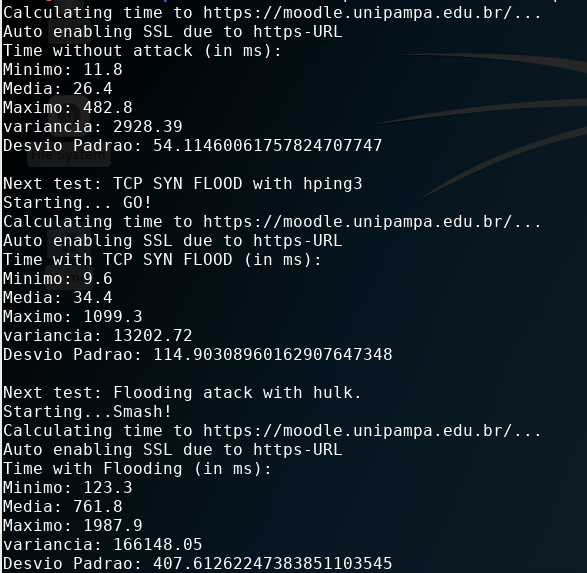 Calculating time to https://moodle.unipampa.edu.br/...
Auto enabling SSL due to https-URL
Time without attack (in ms):
Minimo: 11.8
Media: 26.4
Maximo: 482.8
variancia: 2928.39
Desvio Padrao: 54.11460061757824707747
File System
Next test: TCP SYN FLOOD with hping3
Starting... GO!
Calculating time to https://moodle.unipampa.edu.br/...
Auto enabling SSL due to https-URL
Time with TCP SYN FLOOD (in ms):
Minimo: 9.6
Media: 34.4
Maximo: 1099.3
variancia: 13202.72
Desvio Padrao: 114.90308960162907647348
Next test: Flooding atack with hulk.
Starting...Smash!
Calculating time to https://moodle.unipampa.edu.br/...
Auto enabling SSL due to https-URL
Time with Flooding (in ms):
Minimo: 123.3
Media: 761.8
Maximo: 1987.9
variancia: 166148.05
Desvio Padrao: 407.61262247383851103545